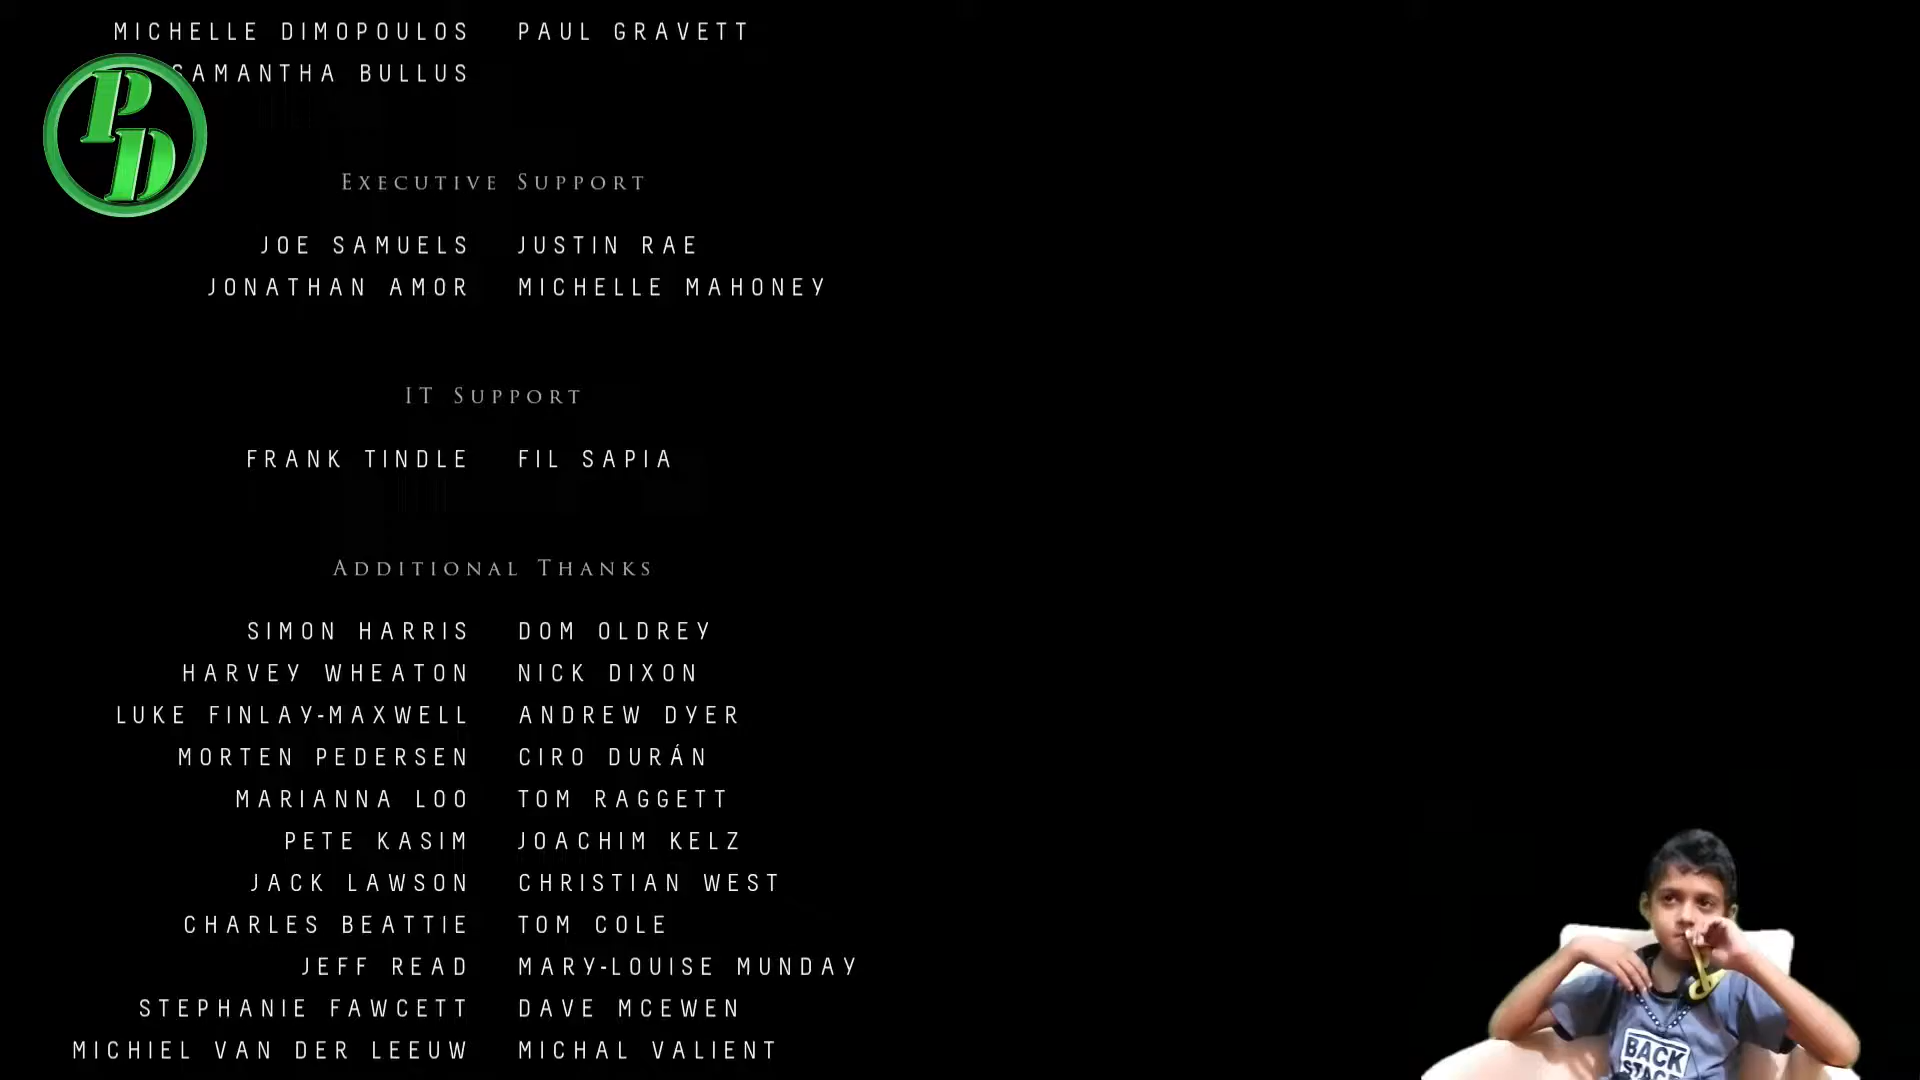 MICHELLE DIMOPOULOS PAUL GRAVETT
SAMANTHA BULLUS
PD
EXECUTIVE SUPPORT
JOE SAMUELS JUSTIN RAE
JONATHAN AMOR MICHELLE MAHONEY
IT SUPPORT
FRANK TINDLE FIL SAPIA
ADDITIONAL THANKS
SIMON HARRIS DOM OLDREY
HARVEY WHEATON NICK DIXON
LUKE FINLAY-MAXWELL ANDREW DYER
MORTEN PEDERSEN CIRO DURÁN
MARIANNA LOO TOM RAGGETT
PETE KASIM JOACHIM KELZ
JACK LAWSON CHRISTIAN WEST
CHARLES BEATTIE TOM COLE
JEFF READ MARY-LOUISE MUNDAY
STEPHANIE FAWCETT DAVE MCEWEN
MICHIEL VAN DER LEEUW MICHAL VALIENT
BACK
STAGE